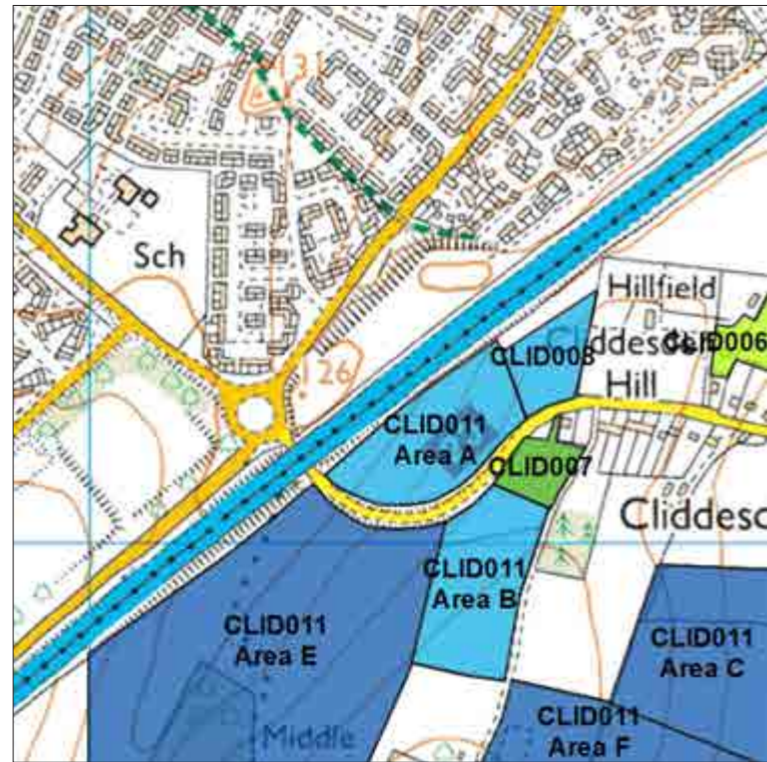 131
Sch
Hillfield
CLID008
CLID006
Hill
126
CLID011
Area A
CLID007
Cliddesd
CLID011
Area B
CLID011
Area E
CLID011
Area C
CLID011
Area F
Middle